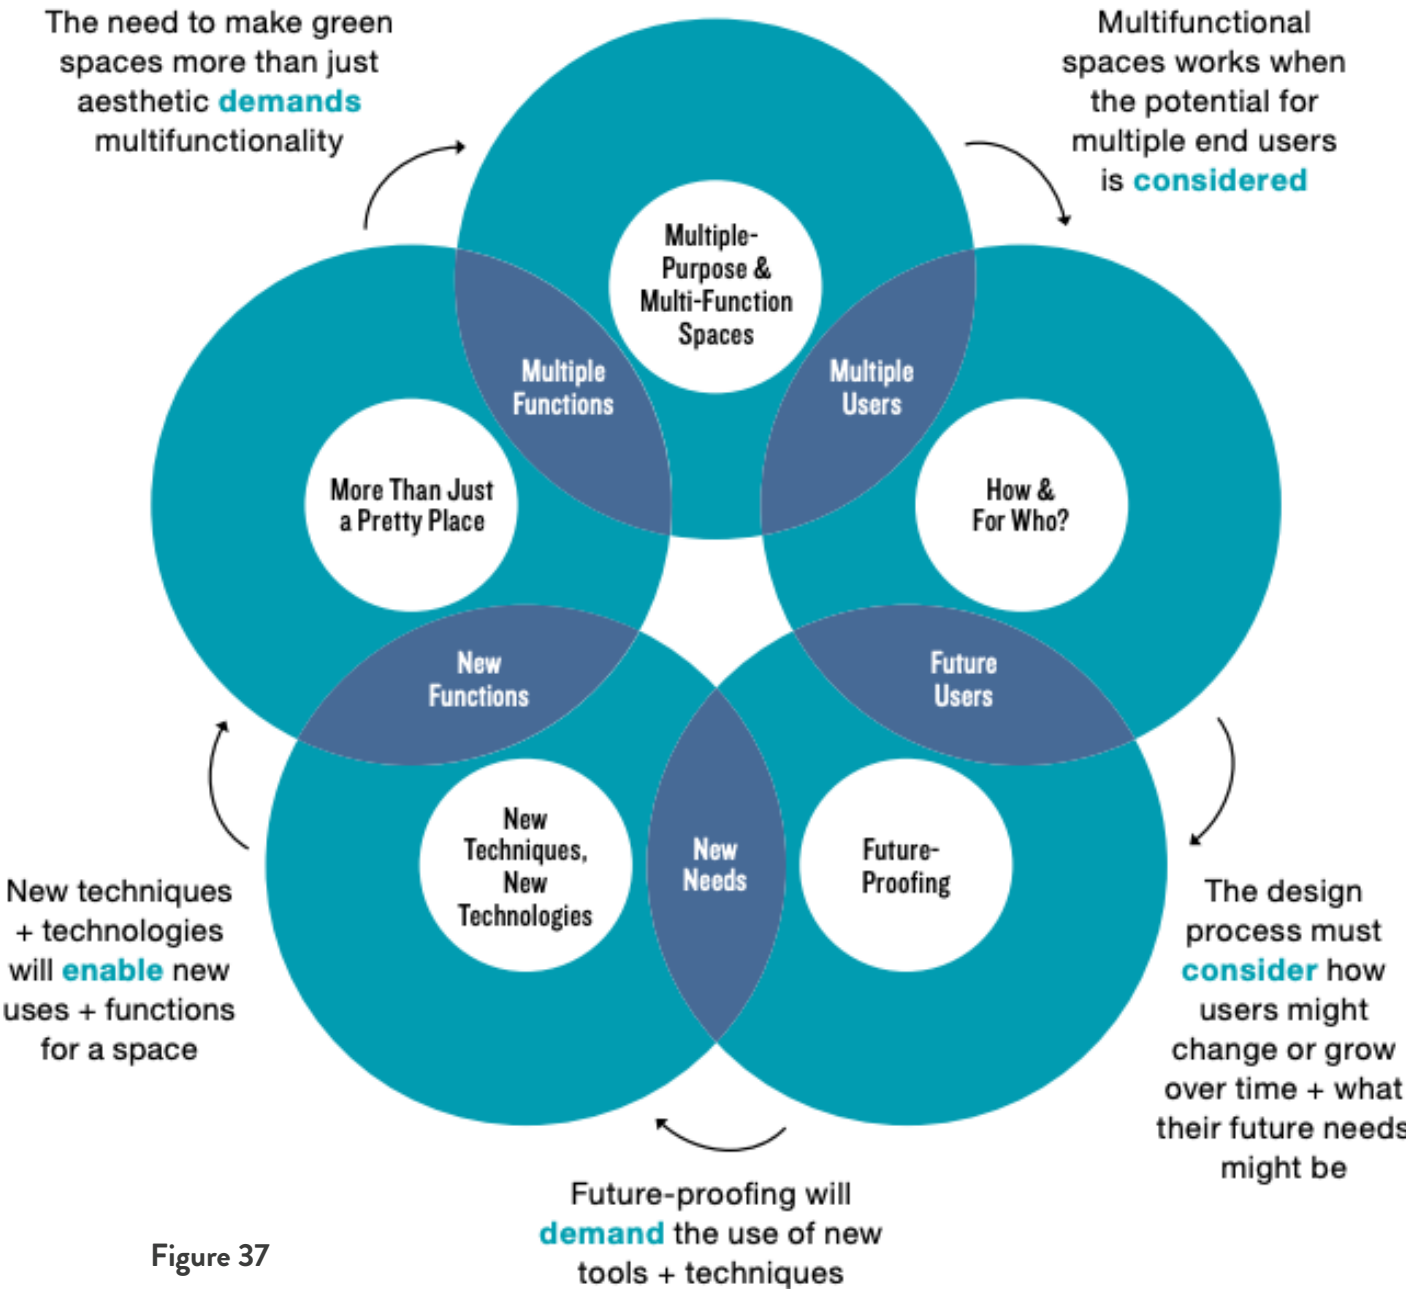 The need to make green
spaces more than just
aesthetic demands
multifunctionality
Multifunctional
spaces works when
the potential for
multiple end users
is considered
Multiple-
Purpose &
Multi-Function
Spaces
Multiple
Functions
Multiple
Users
More Than Just
a Pretty Place
How &
For Who?
New
Functions
Future
Users
New
Techniques,
New
Technologies
New
Needs
Future-
Proofing
New techniques
+ technologies
will enable new
uses + functions
for a space
The design
process must
consider how
users might
change or grow
over time + what
their future needs
might be
Future-proofing will
demand the use of new
tools + techniques
Figure 37